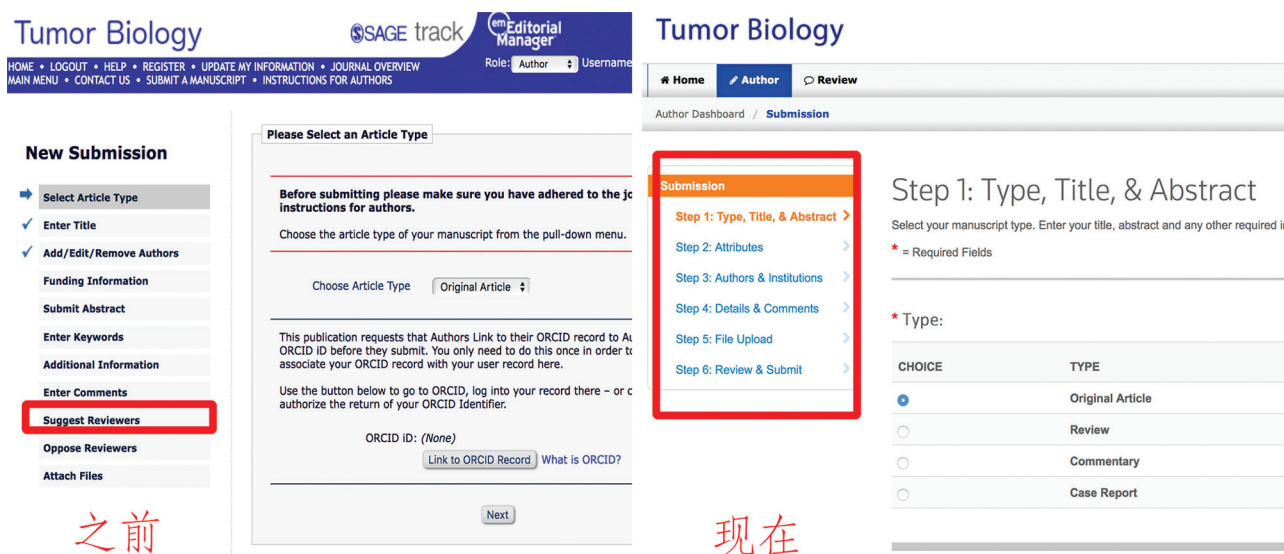 Tumor Biology
SAGE track
em Editorial Manager
HOME • LOGOUT • HELP • REGISTER • UPDATE MY INFORMATION • JOURNAL OVERVIEW
MAIN MENU • CONTACT US • SUBMIT A MANUSCRIPT • INSTRUCTIONS FOR AUTHORS
Role: Author Username
New Submission
Select Article Type
Enter Title
Add/Edit/Remove Authors
Funding Information
Submit Abstract
Enter Keywords
Additional Information
Enter Comments
Suggest Reviewers
Oppose Reviewers
Attach Files
之前
Please Select an Article Type
Before submitting please make sure you have adhered to the
instructions for authors.
Choose the article type of your manuscript from the pull-down menu.
Choose Article Type Original Article
This publication requests that Authors Link to their ORCID record to
ORCID iD before they submit. You only need to do this once in order to
associate your ORCID record with your user record here.
Use the button below to go to ORCID, log into your record there – or
authorize the return of your ORCID Identifier.
ORCID iD: (None)
Link to ORCID Record What is ORCID?
Next
Tumor Biology
Home Author Review
Author Dashboard / Submission
Submission
Step 1: Type, Title, & Abstract
Step 2: Attributes
Step 3: Authors & Institutions
Step 4: Details & Comments
Step 5: File Upload
Step 6: Review & Submit
现在
Step 1: Type, Title, & Abstract
Select your manuscript type. Enter your title, abstract and any other required
* = Required Fields
* Type:
CHOICE TYPE
Original Article
Review
Commentary
Case Report